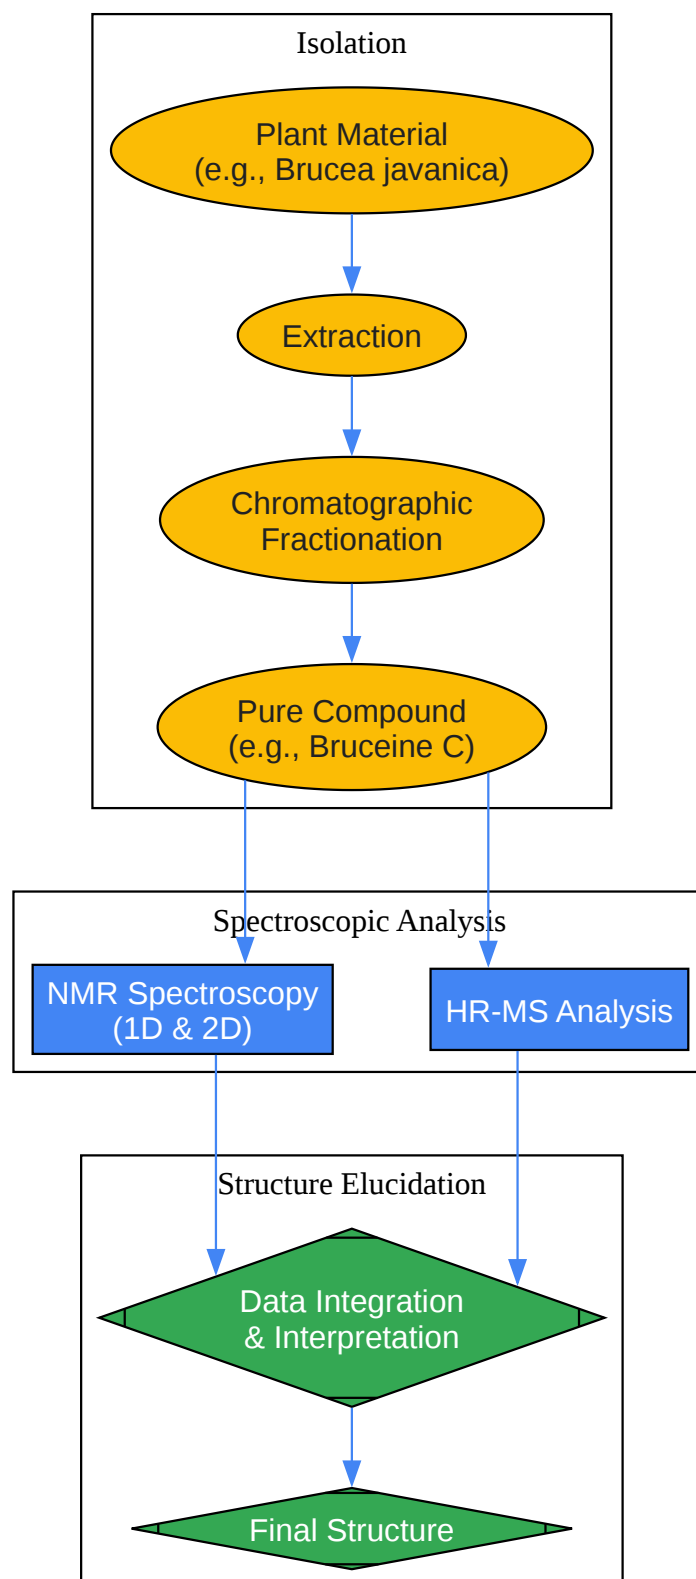 Isolation
Plant Material
(e.g., Brucea javanica)
Extraction
Chromatographic
Fractionation
Pure Compound
(e.g., Bruceine C)
Spectroscopic Analysis
NMR Spectroscopy
(1D & 2D)
HR-MS Analysis
Structure Elucidation
Data Integration
& Interpretation
Final Structure